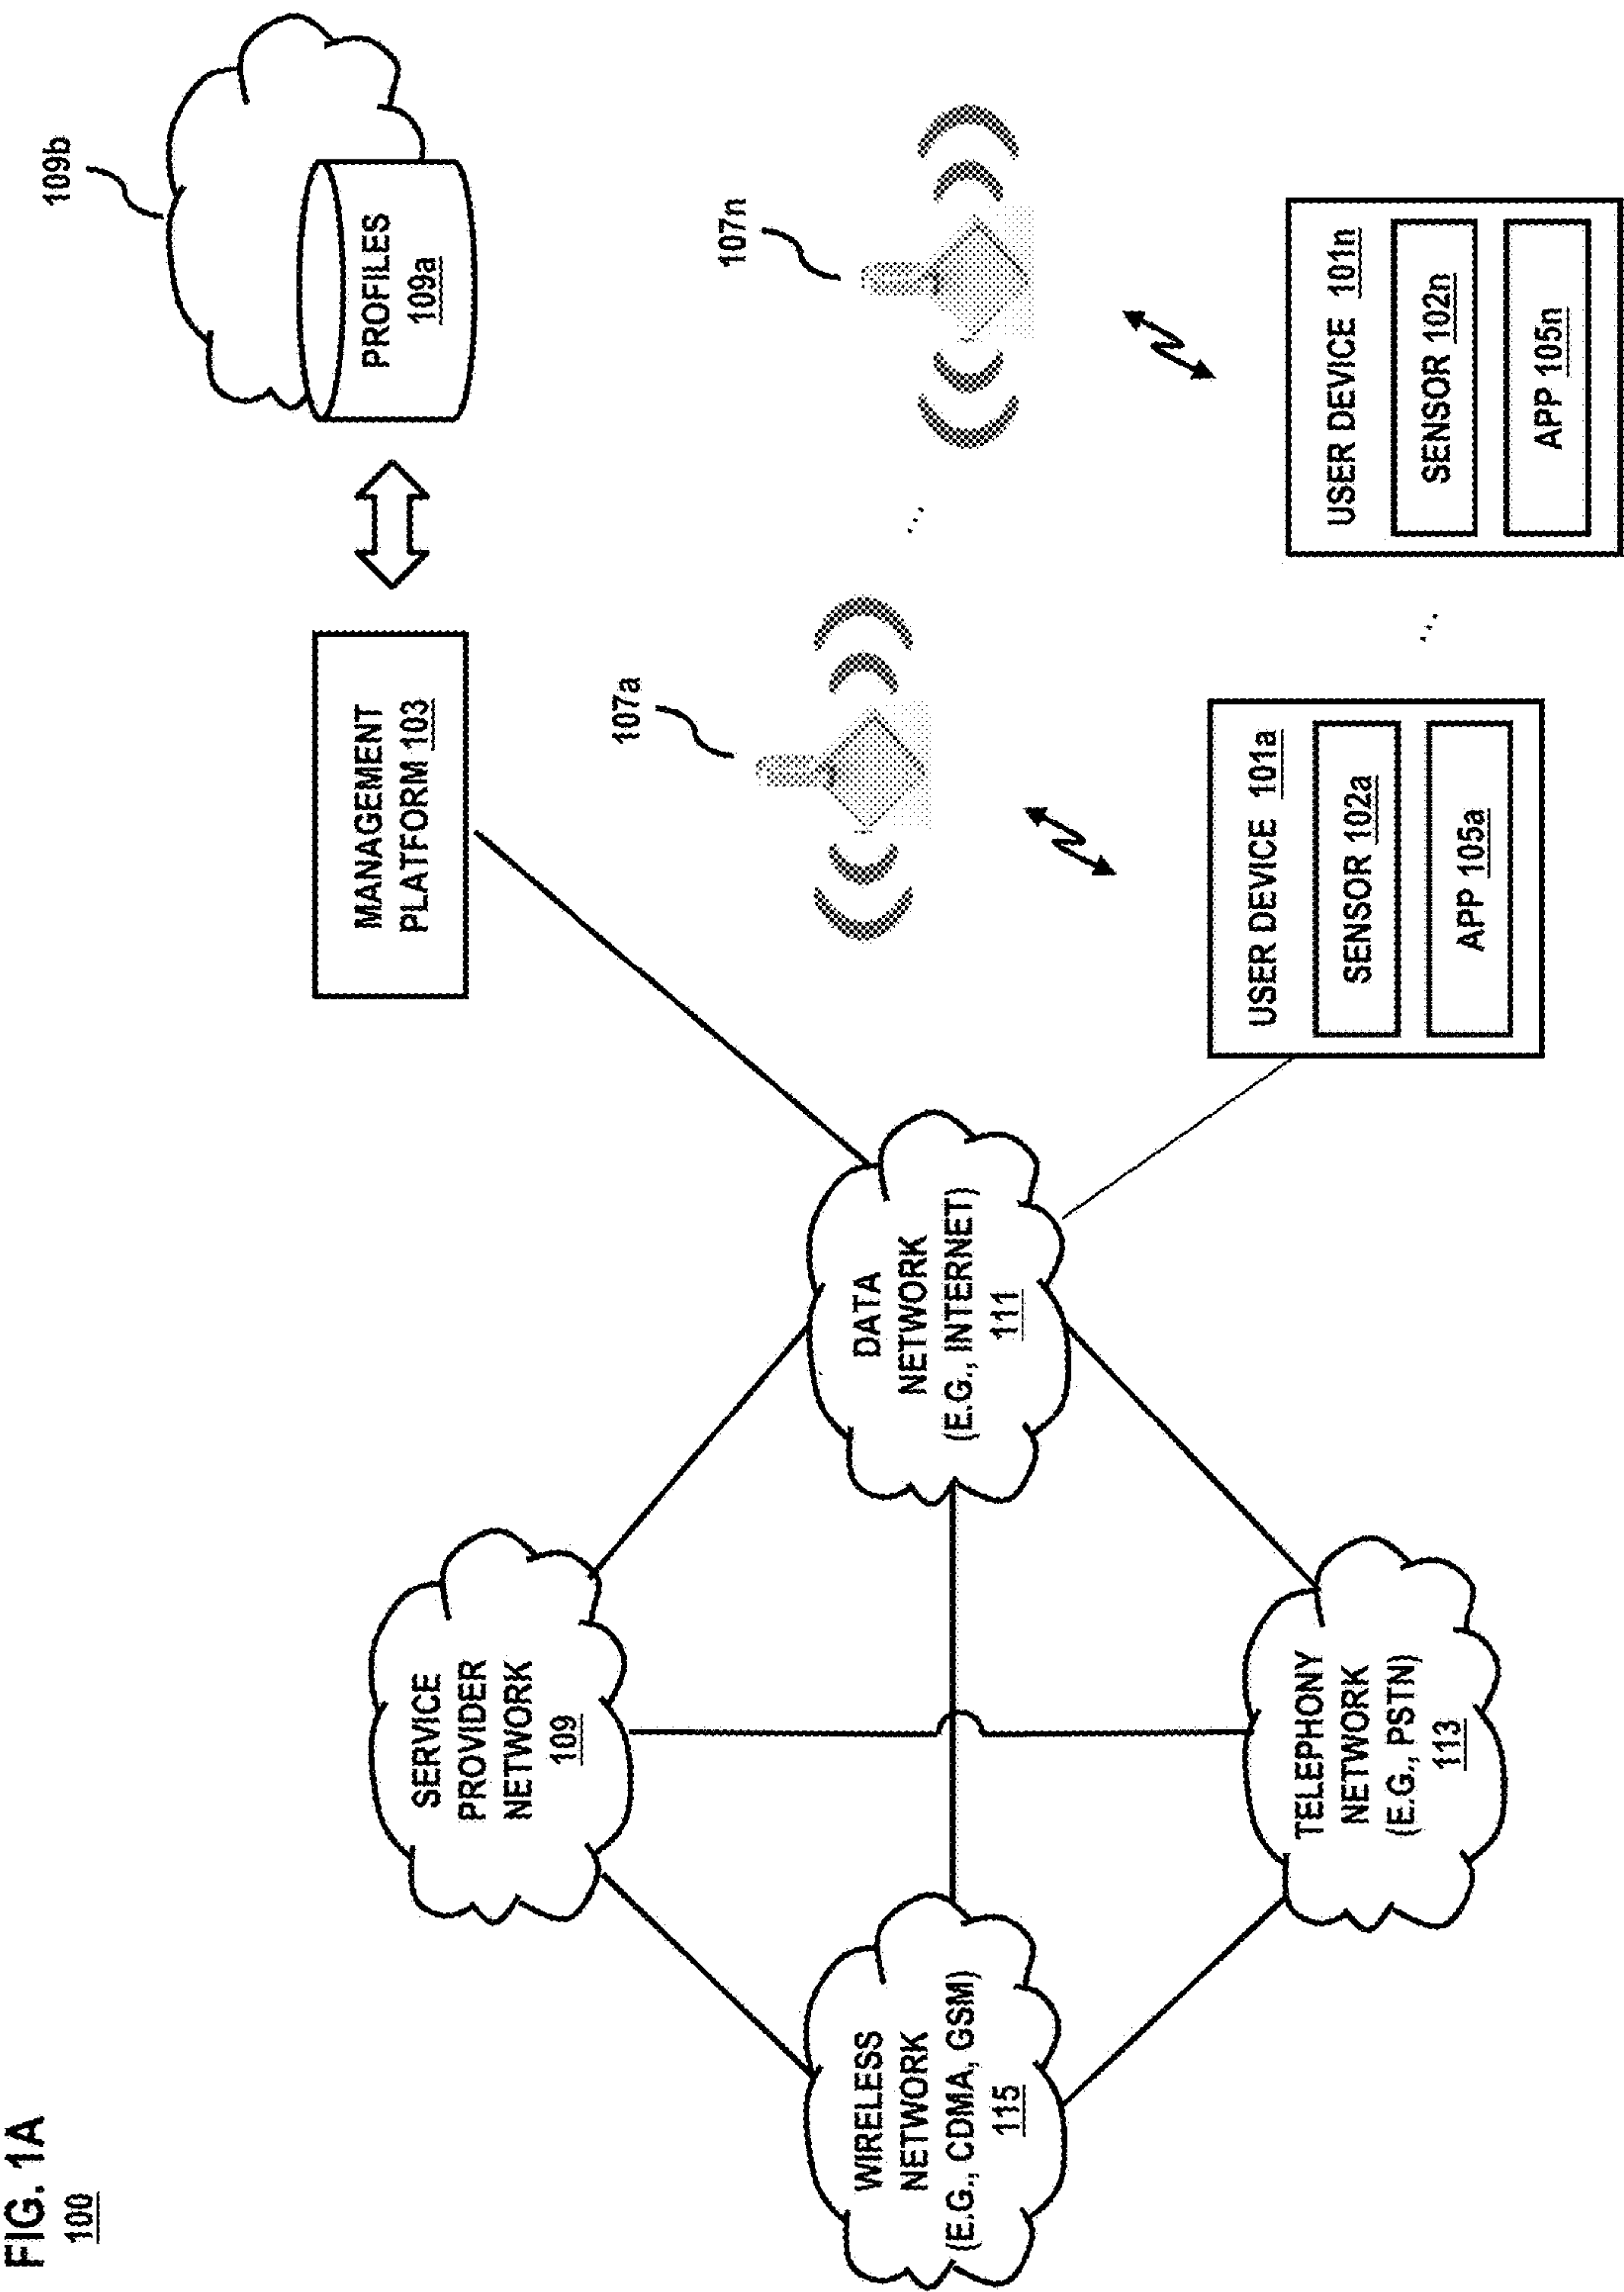 FIG. 1A
100
SERVICE
PROVIDER
NETWORK
109
WIRELESS
NETWORK
(E.G., CDMA, GSM)
115
DATA
NETWORK
(E.G., INTERNET)
111
TELEPHONY
NETWORK
(E.G., PSTN)
113
MANAGEMENT
PLATFORM 103
109b
PROFILES
109a
107a
107n
...
USER DEVICE 101a
SENSOR 102a
APP 105a
...
USER DEVICE 101n
SENSOR 102n
APP 105n